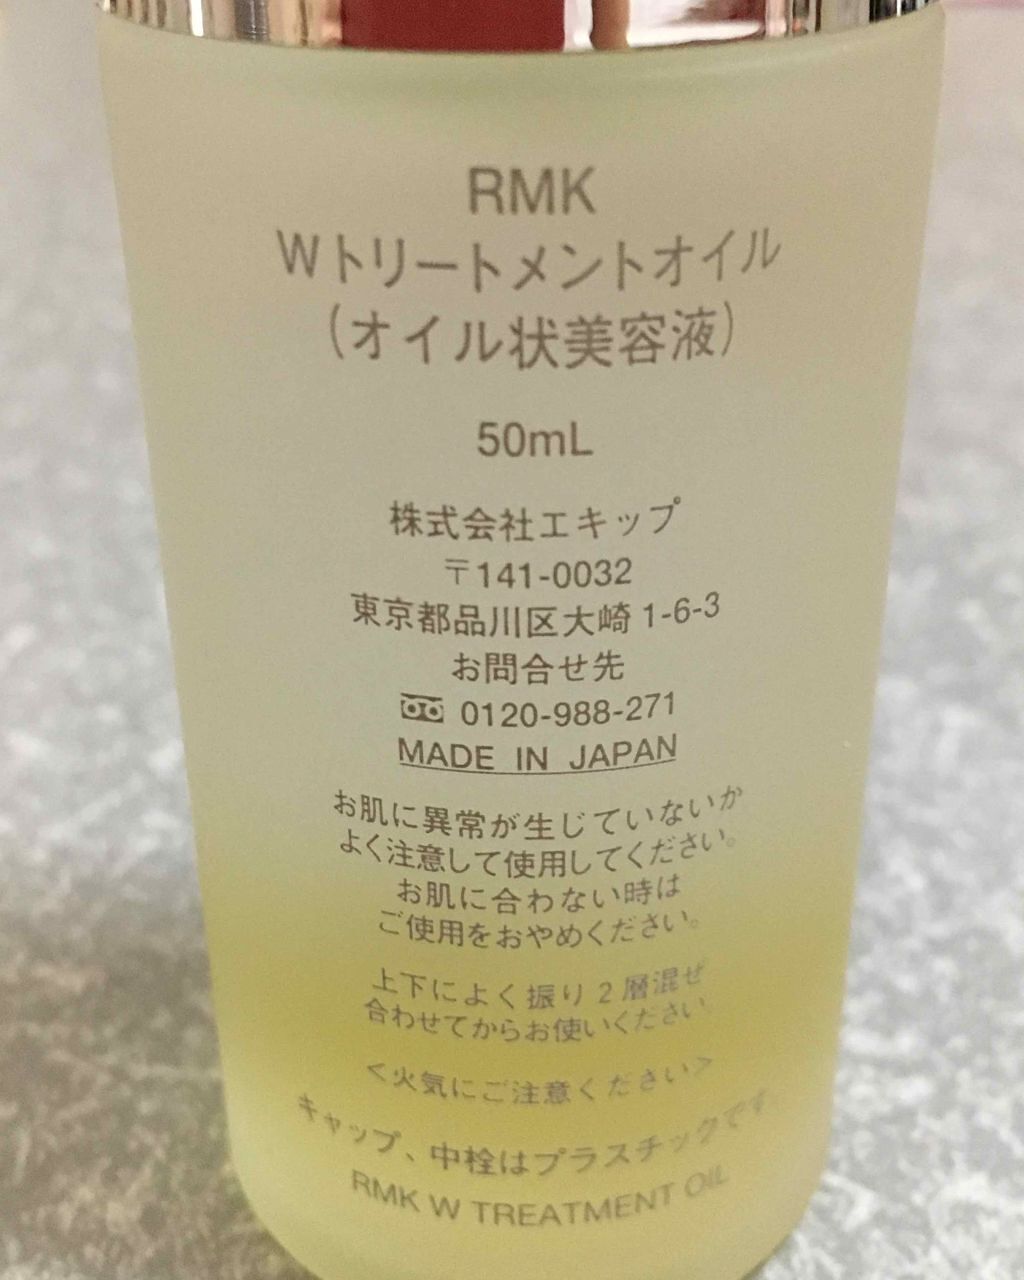 RMK
Wトリートメントオイル
(オイル状美容液)
50mL
株式会社エキップ
〒141-0032
東京都品川区大崎1-6-3
お問合せ先
0120-988-271
MADE IN JAPAN
お肌に異常が生じていないか
よく注意して使用してください。
お肌に合わない時は
ご使用をおやめください。
上下によく振り2層混ぜ
合わせてからお使いください。
<火気にご注意ください>
キャップ、中栓はプラスチックです
RMK W TREATMENT OIL